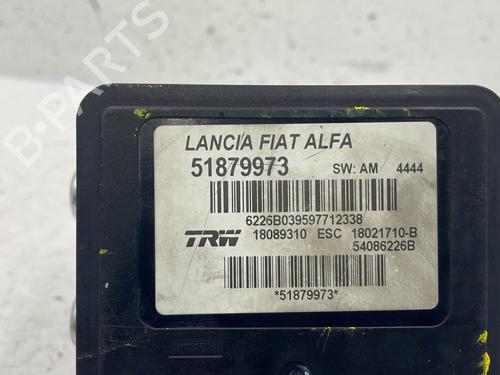 B-PARTS
LANCIA FIAT ALFA
51879973 SW: AM 4444
6226B039597712338
TRW 18089310 ESC 18021710-B
54086226B
*51879973*